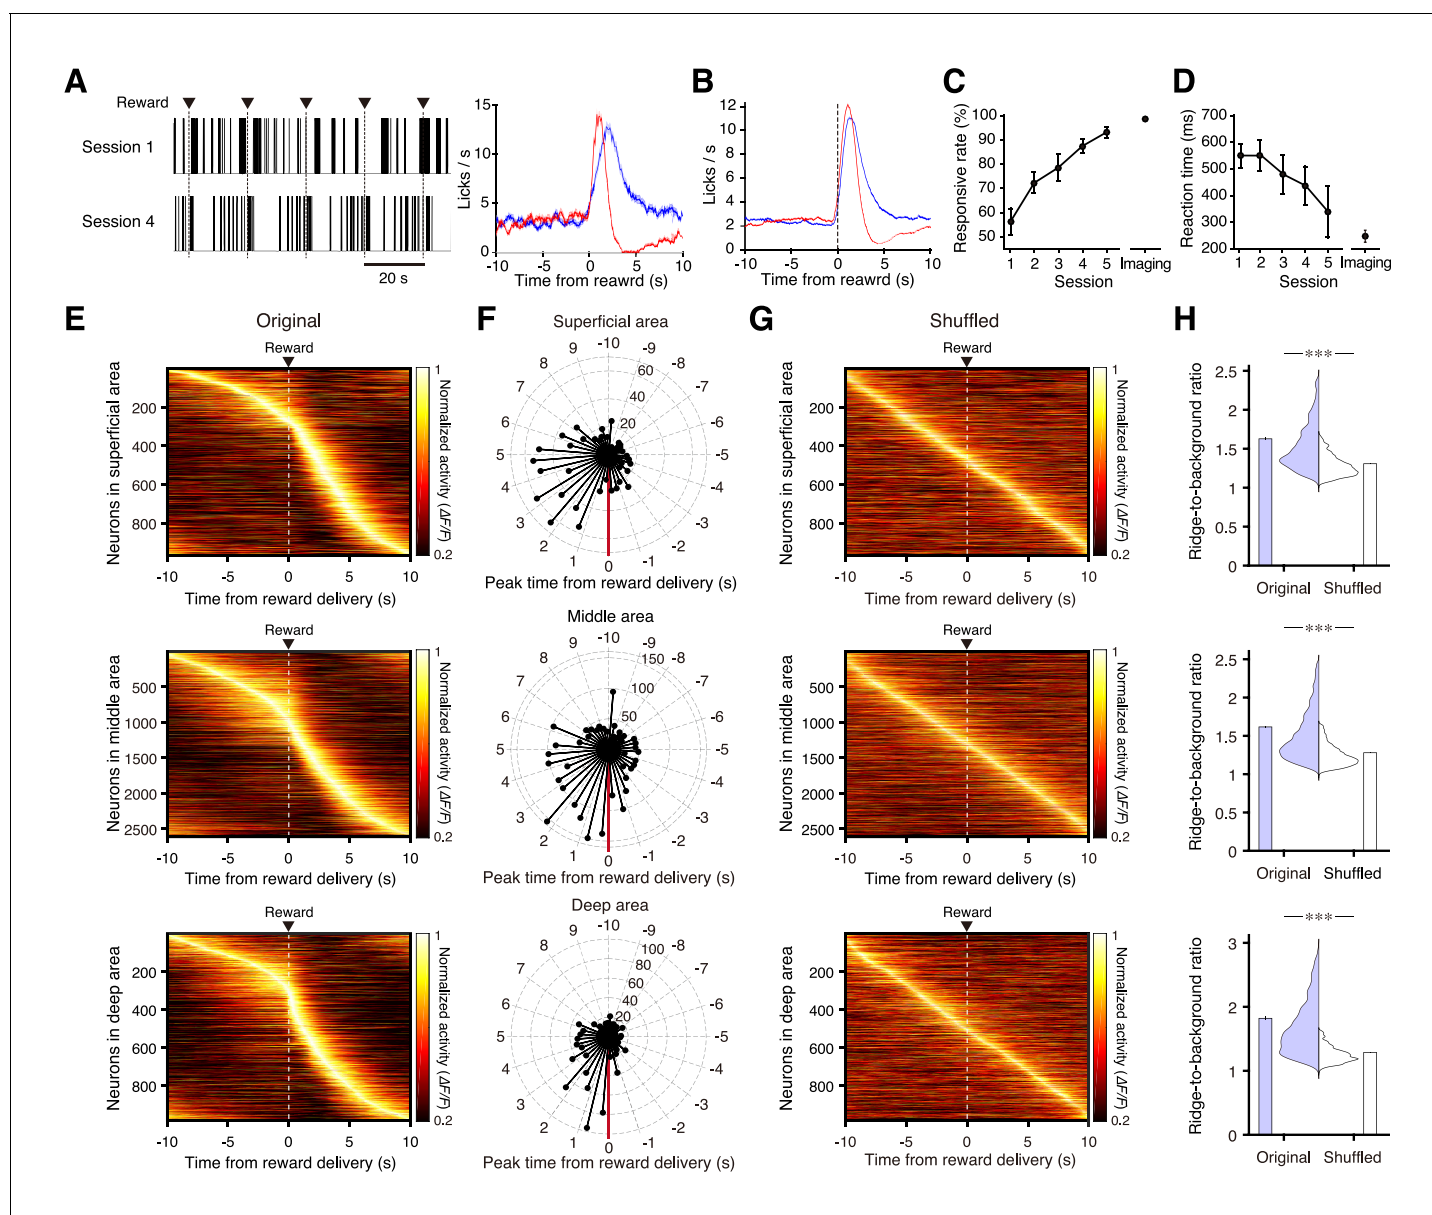 A
Reward
Session 1
Session 4
20 s
Licks / s
15
10
5
0
-10 -5 0 5 10
Time from reawrd (s)
B
Licks / s
12
10
8
6
4
2
0
-10 -5 0 5 10
Time from reawrd (s)
C
Responsive rate (%)
100
90
80
70
60
50
1 2 3 4 5 Imaging
Session
D
Reaction time (ms)
700
600
500
400
300
200
1 2 3 4 5 Imaging
Session
E
Original
Reward
Neurons in superficial area
200
400
600
800
-10 -5 0 5 10
Time from reward delivery (s)
1
Normalized activity (ΔF/F)
0.2
Reward
Neurons in middle area
500
1000
1500
2000
2500
-10 -5 0 5 10
Time from reward delivery (s)
1
Normalized activity (ΔF/F)
0.2
Reward
Neurons in deep area
200
400
600
800
-10 -5 0 5 10
Time from reward delivery (s)
1
Normalized activity (ΔF/F)
0.2
F
Superficial area
-10
9 -9
8 -8
7 -7
6 -6
5 -5
4 -4
3 -3
2 -2
1 -1
0
60
40
20
Peak time from reward delivery (s)
Middle area
-10
9 -9
8 -8
7 -7
6 -6
5 -5
4 -4
3 -3
2 -2
1 -1
0
150
100
50
Peak time from reward delivery (s)
Deep area
-10
9 -9
8 -8
7 -7
6 -6
5 -5
4 -4
3 -3
2 -2
1 -1
0
100
80
60
40
20
Peak time from reward delivery (s)
G
Shuffled
Reward
Neurons in superficial area
200
400
600
800
-10 -5 0 5 10
Time from reward delivery (s)
1
Normalized activity (ΔF/F)
0.2
Reward
Neurons in middle area
500
1000
1500
2000
2500
-10 -5 0 5 10
Time from reward delivery (s)
1
Normalized activity (ΔF/F)
0.2
Reward
Neurons in deep area
200
400
600
800
-10 -5 0 5 10
Time from reward delivery (s)
1
Normalized activity (ΔF/F)
0.2
H
***
Ridge-to-background ratio
2.5
2
1.5
1
0.5
0
Original Shuffled
***
Ridge-to-background ratio
2.5
2
1.5
1
0.5
0
Original Shuffled
***
Ridge-to-background ratio
3
2
1
0
Original Shuffled